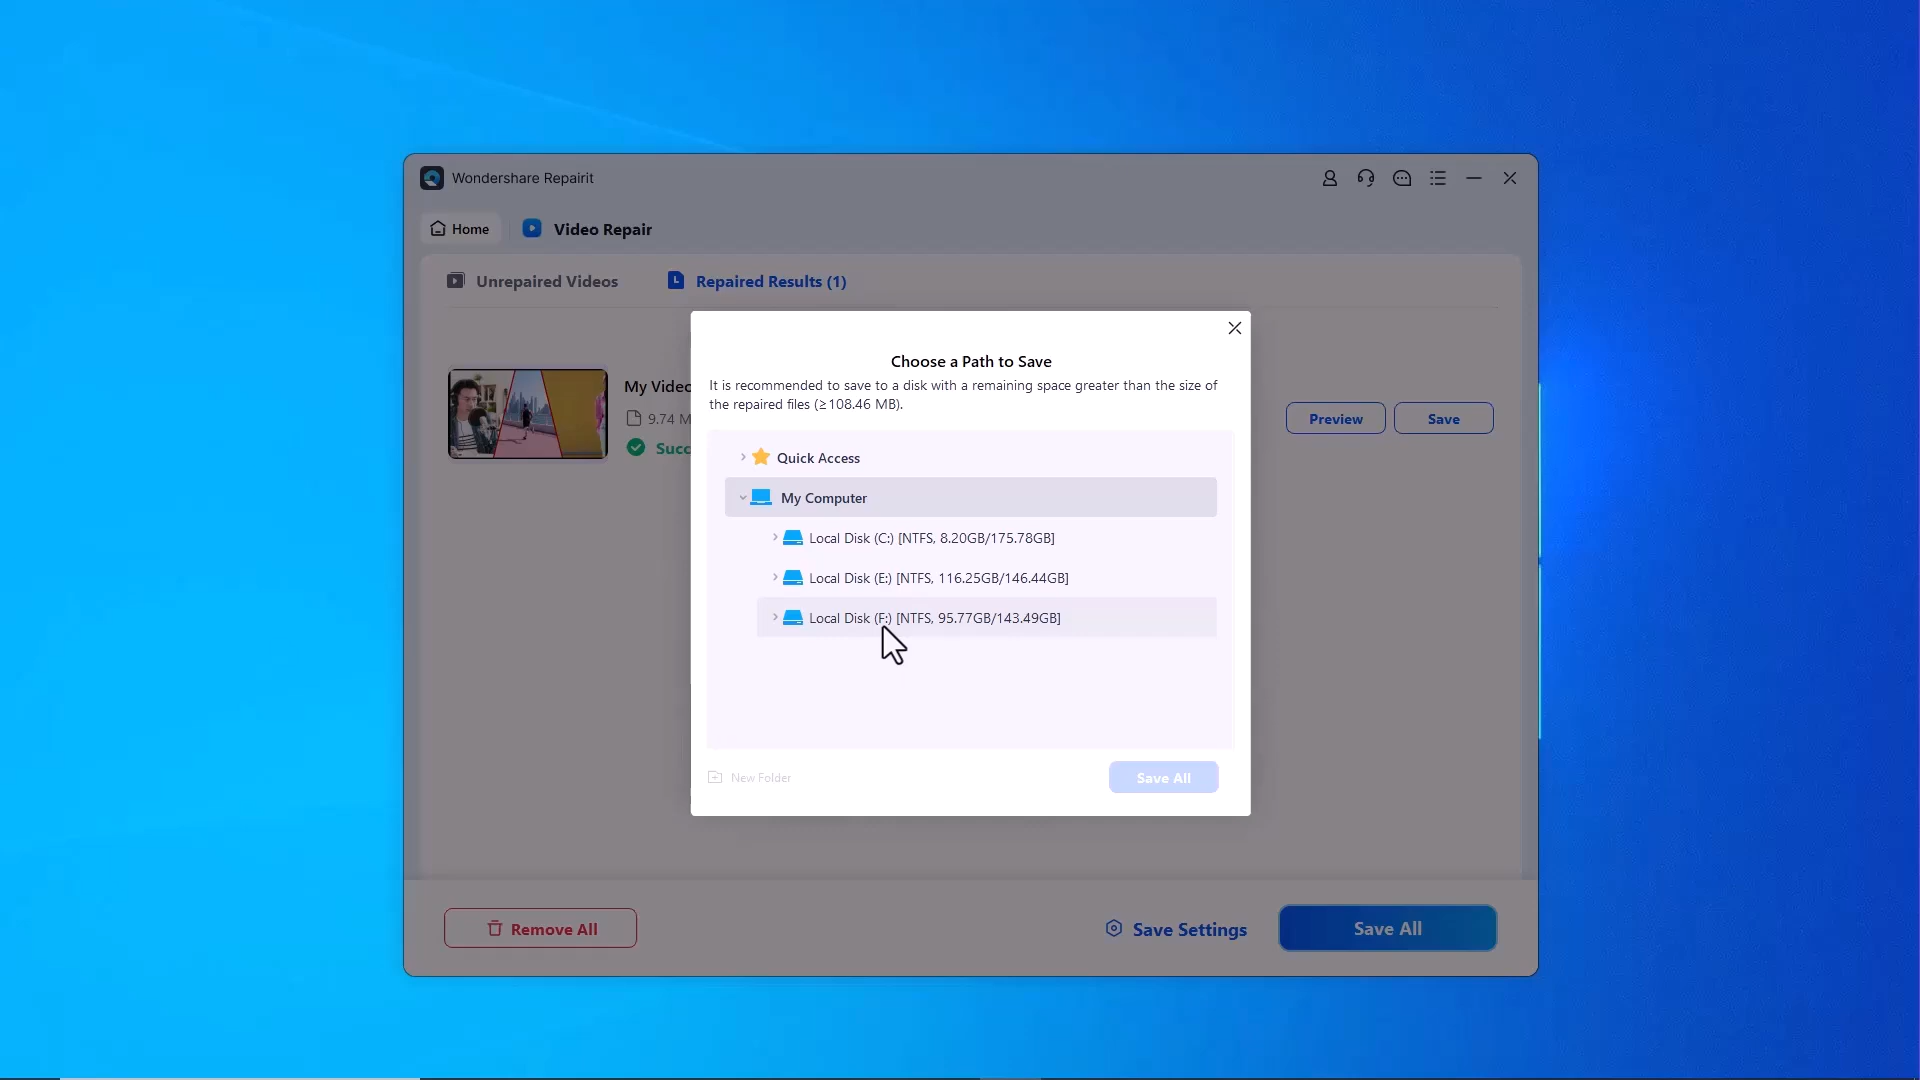 Wondershare Repairit
Home
Video Repair
Unrepaired Videos
Repaired Results (1)
Choose a Path to Save
It is recommended to save to a disk with a remaining space greater than the size of
the repaired files (≥108.46 MB).
My Video
9.74 M
Succ
Preview
Save
Quick Access
My Computer
Local Disk (C:) [NTFS, 8.20GB/175.78GB]
Local Disk (E:) [NTFS, 116.25GB/146.44GB]
Local Disk (F:) [NTFS, 95.77GB/143.49GB]
New Folder
Save All
Remove All
Save Settings
Save All